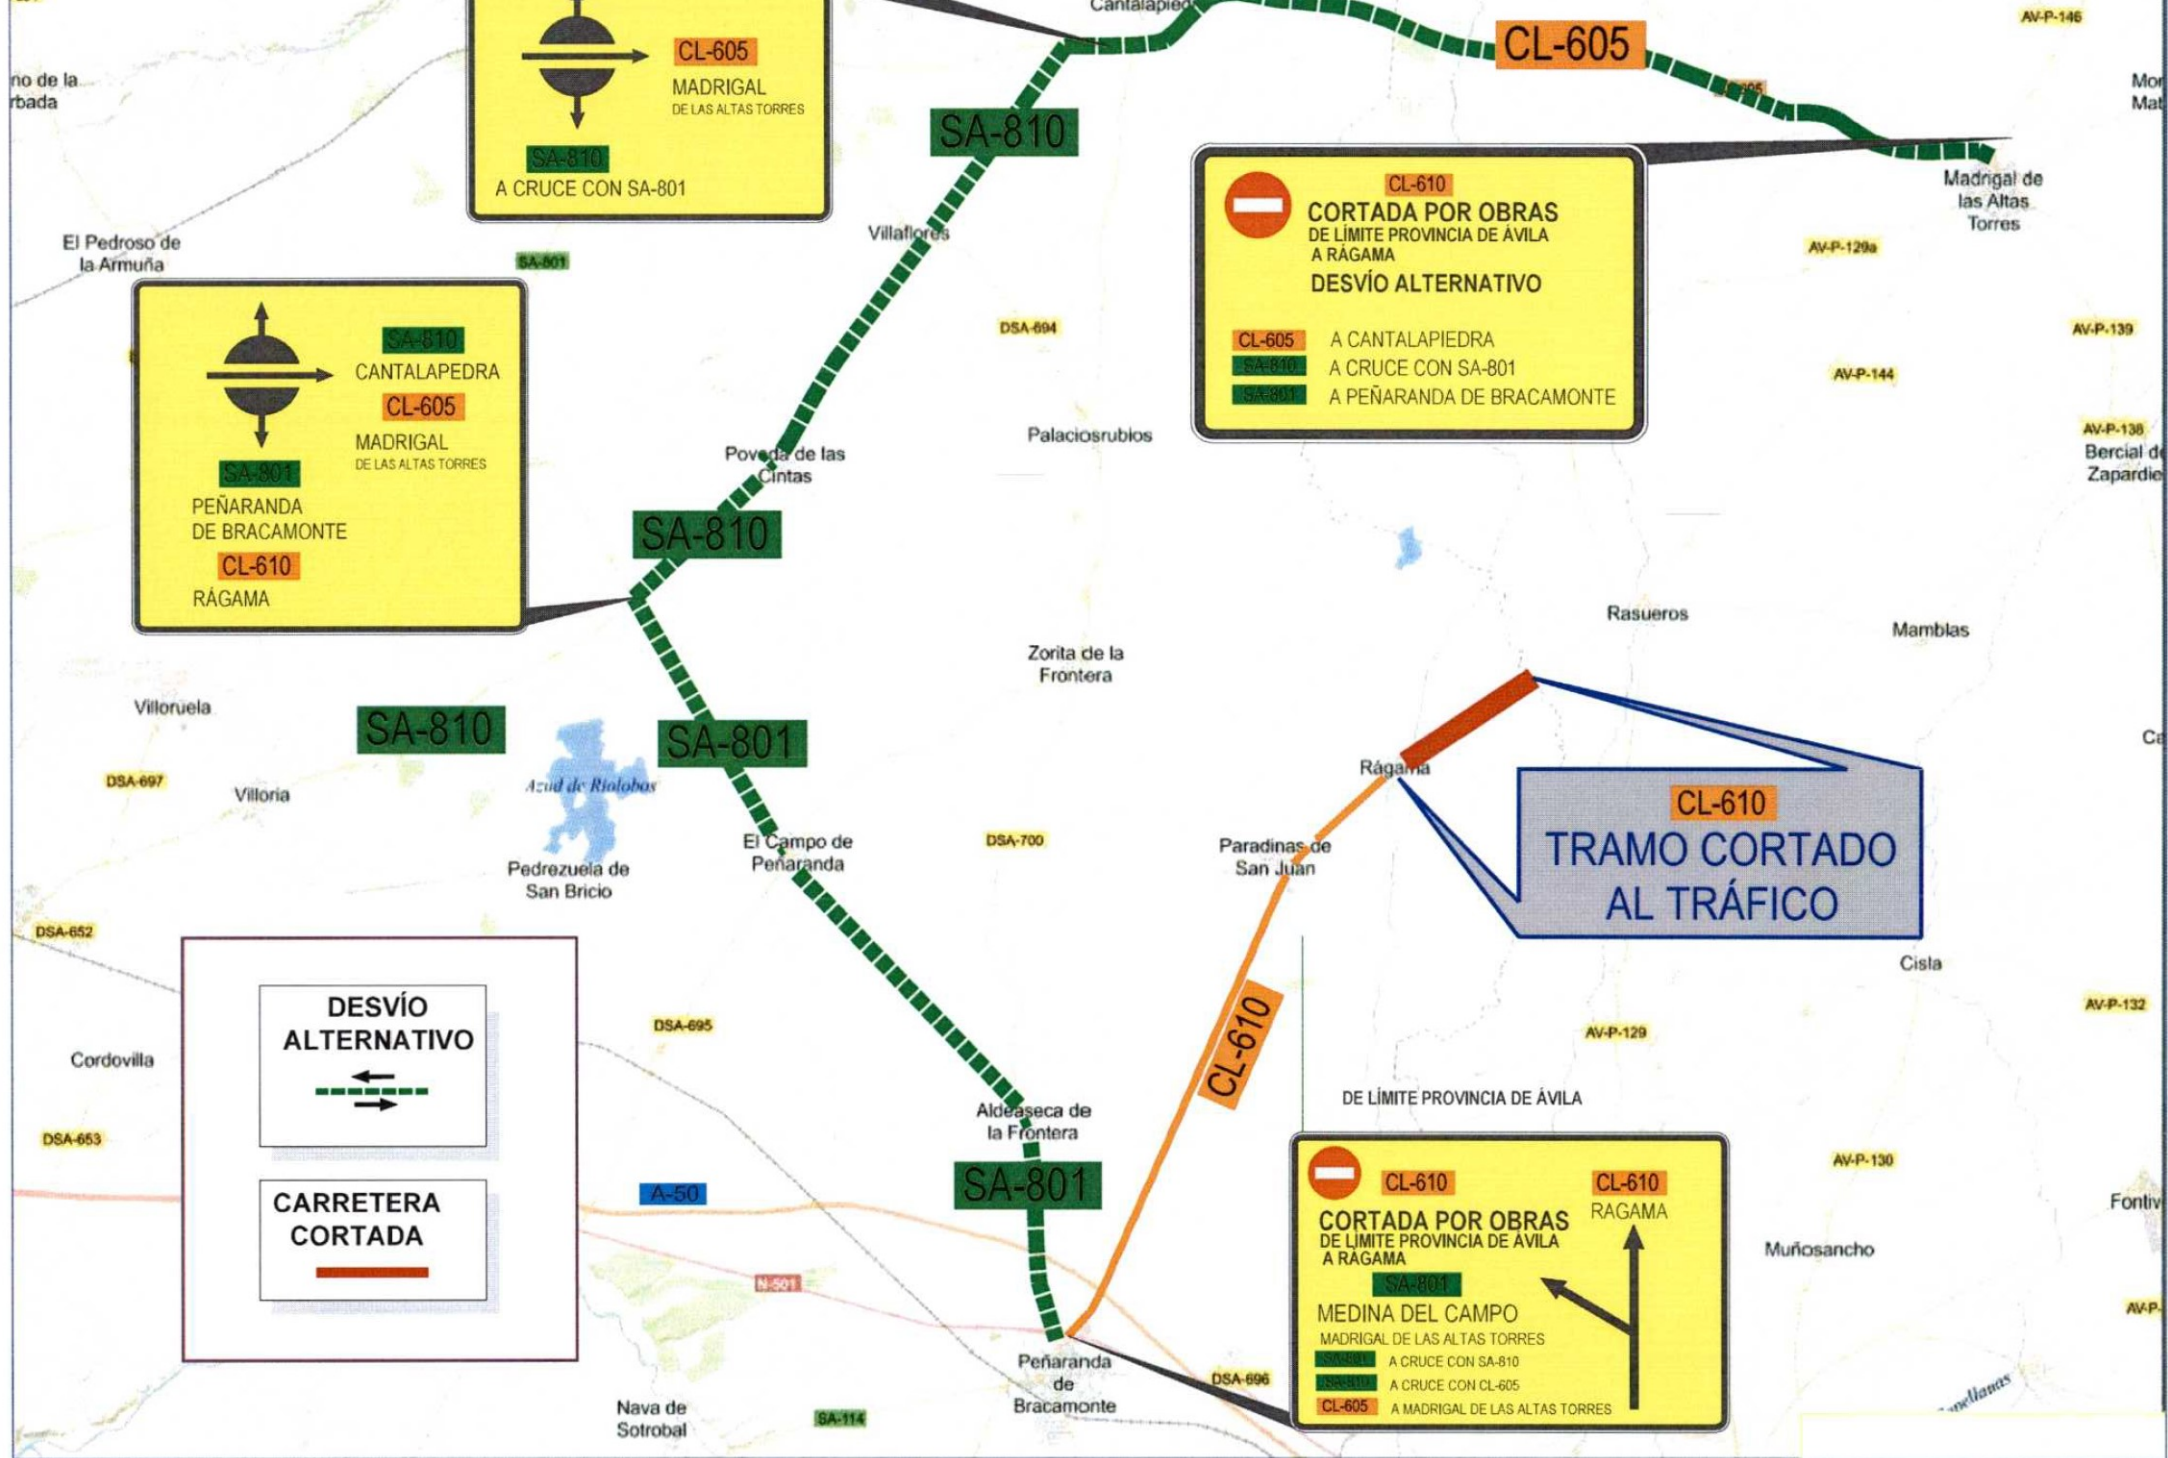 Cantalapied
AV-P-146
CL-605
CL-605
MADRIGAL
DE LAS ALTAS TORRES
SA-810
A CRUCE CON SA-801
no de la
rbada
Mor
Mat
SA-810
CL-610
CORTADA POR OBRAS
DE LÍMITE PROVINCIA DE ÁVILA
A RÁGAMA
DESVÍO ALTERNATIVO
CL-605 A CANTALAPIEDRA
SA-810 A CRUCE CON SA-801
SA-801 A PEÑARANDA DE BRACAMONTE
Madrigal de
las Altas
Torres
El Pedroso de
la Armuña
SA-801
Villaflores
AV-P-129a
DSA-694
AV-P-139
AV-P-144
SA-810
CANTALAPEDRA
CL-605
MADRIGAL
DE LAS ALTAS TORRES
SA-801
PEÑARANDA
DE BRACAMONTE
CL-610
RÁGAMA
Poveda de las
Cintas
Palaciosrubios
AV-P-138
Bercial de
Zapardie
SA-810
Rasueros
Mamblas
Zorita de la
Frontera
Villoruela
SA-810
SA-801
Ca
Rágama
DSA-697
Villoria
Azud de Riolobos
CL-610
TRAMO CORTADO
AL TRÁFICO
El Campo de
Peñaranda
DSA-700
Paradinas de
San Juan
Pedrezuela de
San Bricio
DSA-652
Cisla
DESVÍO
ALTERNATIVO
CARRETERA
CORTADA
DSA-695
CL-610
AV-P-129
AV-P-132
Cordovilla
DE LÍMITE PROVINCIA DE ÁVILA
DSA-653
Aldeaseca de
la Frontera
AV-P-130
A-50
SA-801
Fontiv
CL-610
CORTADA POR OBRAS
DE LÍMITE PROVINCIA DE ÁVILA
A RÁGAMA
SA-801
MEDINA DEL CAMPO
MADRIGAL DE LAS ALTAS TORRES
SA-801 A CRUCE CON SA-810
SA-810 A CRUCE CON CL-605
CL-605 A MADRIGAL DE LAS ALTAS TORRES
CL-610
RAGAMA
Muñosancho
N-501
AV-P-
Peñaranda
de
Bracamonte
DSA-696
Nava de
Sotrobal
SA-114